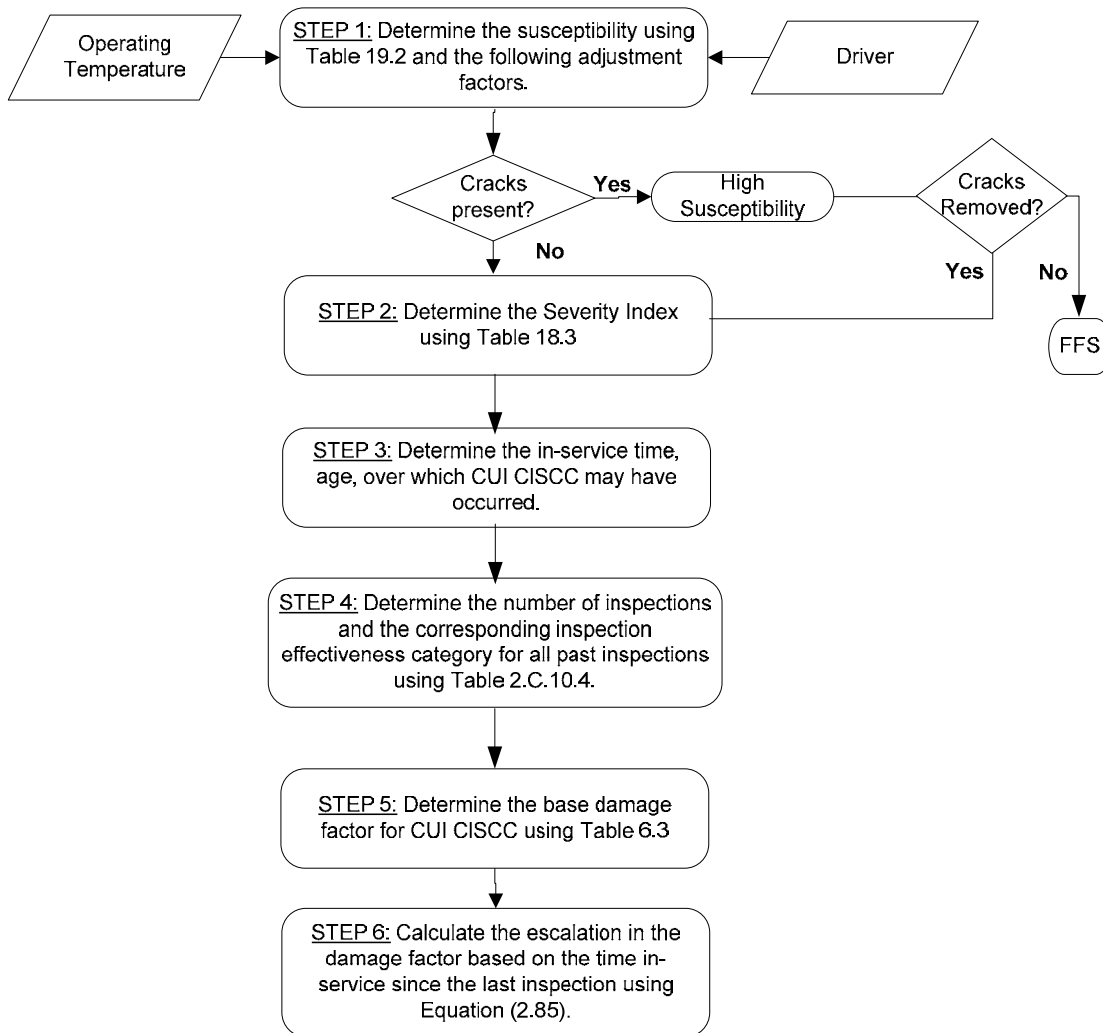 Operating
Temperature
STEP 1: Determine the susceptibility using
Table 19.2 and the following adjustment
factors.
Driver
Cracks
present?
Yes
High
Susceptibility
Cracks
Removed?
No
Yes
No
STEP 2: Determine the Severity Index
using Table 18.3
FFS
STEP 3: Determine the in-service time,
age, over which CUI CISCC may have
occurred.
STEP 4: Determine the number of inspections
and the corresponding inspection
effectiveness category for all past inspections
using Table 2.C.10.4.
STEP 5: Determine the base damage
factor for CUI CISCC using Table 6.3
STEP 6: Calculate the escalation in the
damage factor based on the time in-
service since the last inspection using
Equation (2.85).